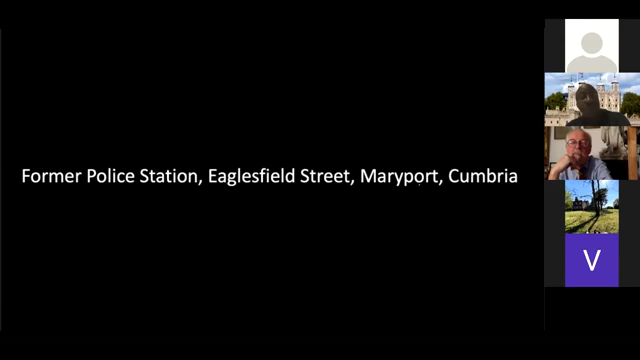 Former Police Station, Eaglesfield Street, Maryport, Cumbria
V